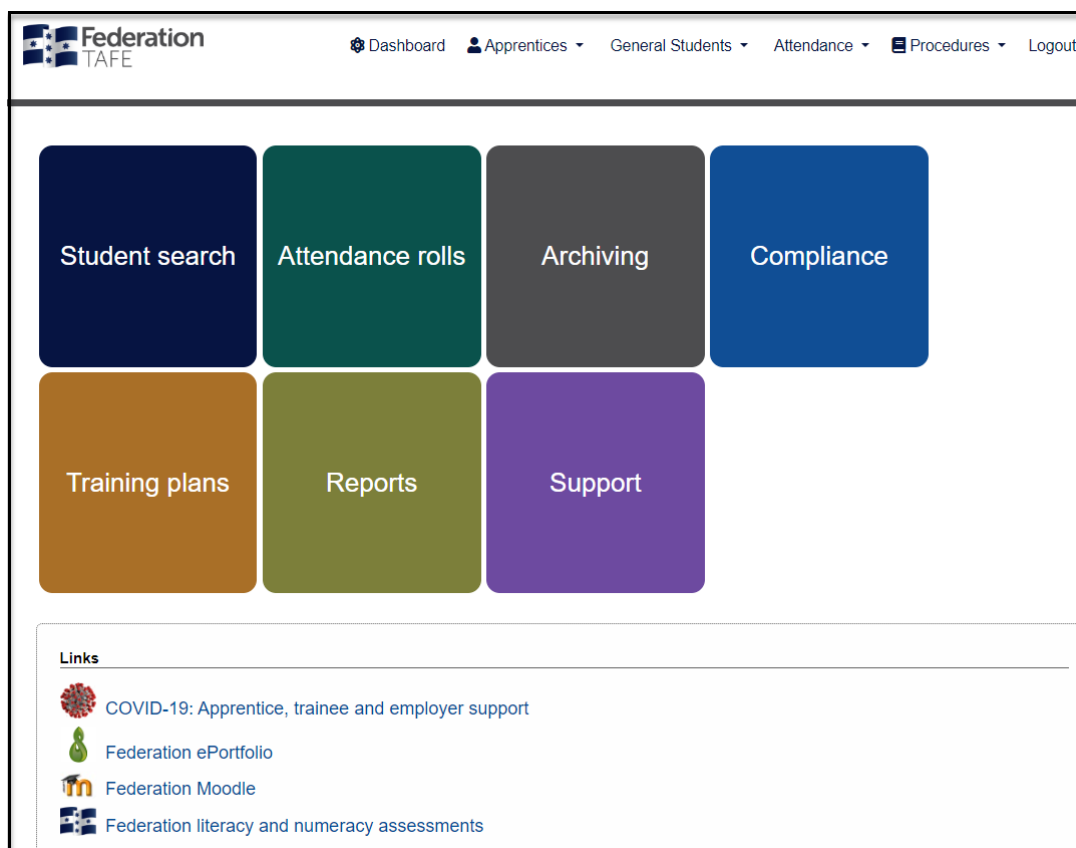 Federation
TAFE
Dashboard Apprentices General Students Attendance Procedures Logout
Student search Attendance rolls Archiving Compliance
Training plans Reports Support
Links
COVID-19: Apprentice, trainee and employer support
Federation ePortfolio
Federation Moodle
Federation literacy and numeracy assessments